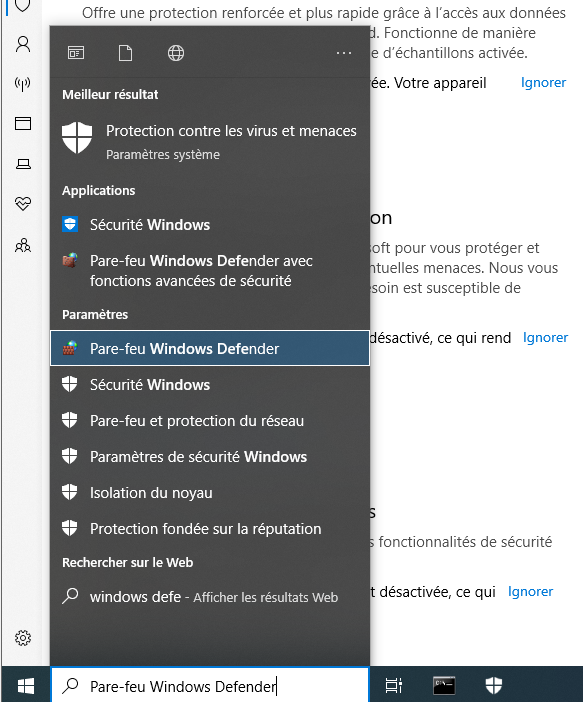 Offre une protection renforcée et plus rapide grâce à l'accès aux données
d. Fonctionne de manière
e d'échantillons activée.
ée. Votre appareil
Ignorer
Meilleur résultat
Protection contre les virus et menaces
Paramètres système
Applications
Sécurité Windows
Pare-feu Windows Defender avec
fonctions avancées de sécurité
Paramètres
Pare-feu Windows Defender
Sécurité Windows
Pare-feu et protection du réseau
Paramètres de sécurité Windows
Isolation du noyau
Protection fondée sur la réputation
Rechercher sur le Web
windows defe - Afficher les résultats Web
on
soft pour vous protéger et
entuelles menaces. Nous vous
esoin est susceptible de
désactivé, ce qui rend
Ignorer
s
s fonctionnalités de sécurité
t désactivée, ce qui
Ignorer
Pare-feu Windows Defender